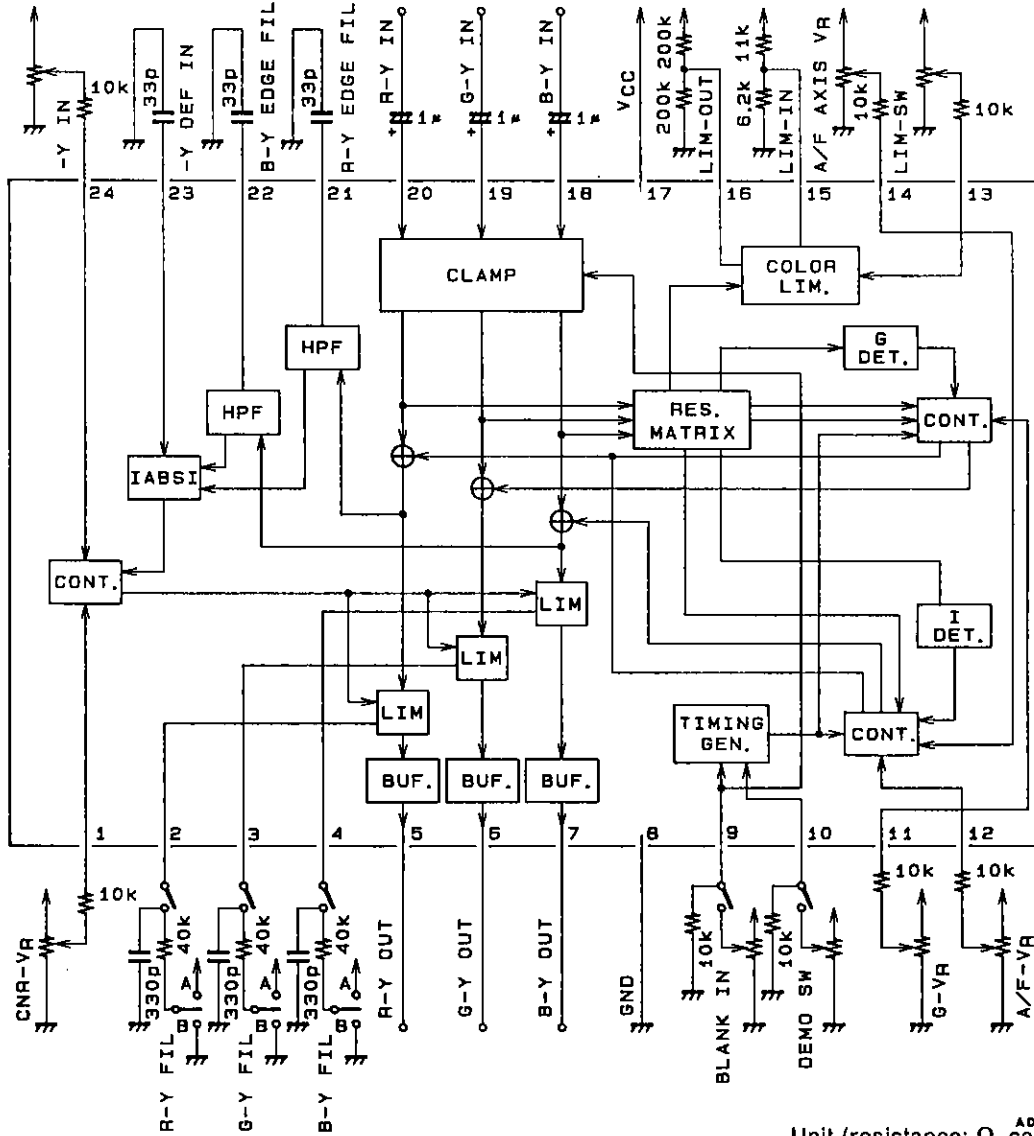 10k
-Y IN
33p
-Y DEF IN
33p
B-Y EDGE FIL
33p
R-Y EDGE FIL
R-Y IN
+ 1μ
G-Y IN
+ 1μ
B-Y IN
+ 1μ
VCC
200k 200k
LIM-OUT
6.2k 11k
LIM-IN
A/F AXIS VR
10k
LIM-SW
10k
24 23 22 21 20 19 18 17 16 15 14 13
CLAMP
COLOR
LIM.
HPF
G
DET.
HPF
RES.
MATRIX
CONT.
IABSI
CONT.
LIM
I
DET.
LIM
LIM
TIMING
GEN.
CONT.
BUF. BUF. BUF.
1 2 3 4 5 6 7 8 9 10 11 12
10k
CNR-VR
330p
40k
A
B
R-Y FIL
330p
40k
A
B
G-Y FIL
330p
40k
A
B
B-Y FIL
R-Y OUT
G-Y OUT
B-Y OUT
GND
10k
BLANK IN
10k
DEMO SW
10k
G-VR
10k
A/F-VR
Unit (resistance: Ω